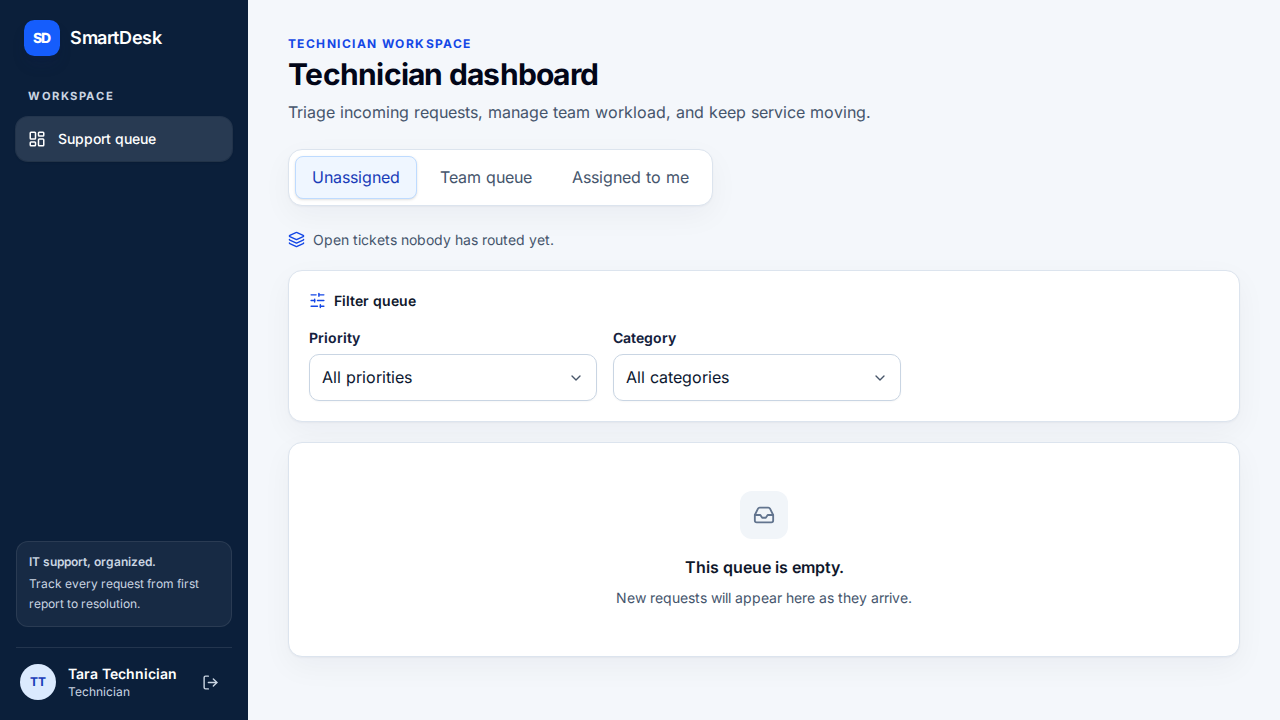 SD
SmartDesk
WORKSPACE
Support queue
IT support, organized.
Track every request from first
report to resolution.
TT
Tara Technician
Technician
TECHNICIAN WORKSPACE
Technician dashboard
Triage incoming requests, manage team workload, and keep service moving.
Unassigned
Team queue
Assigned to me
Open tickets nobody has routed yet.
Filter queue
Priority
Category
All priorities
All categories
This queue is empty.
New requests will appear here as they arrive.